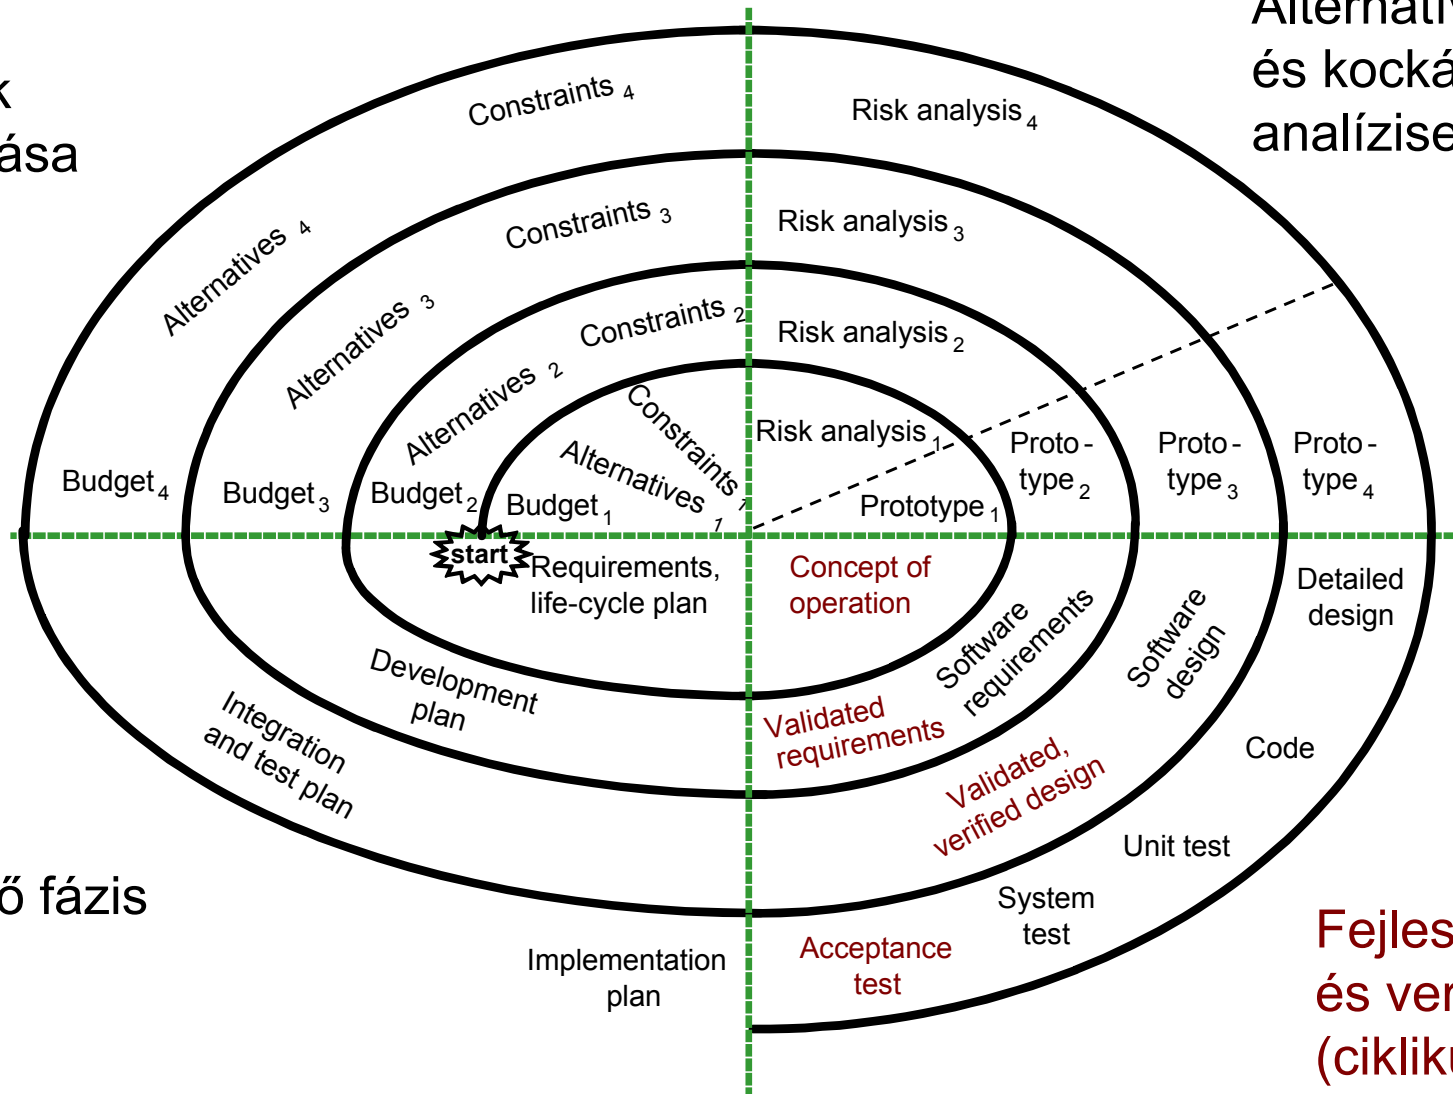 Constraints 4
Risk analysis 4
és kocká
analízise
ása
Constraints 3
Risk analysis 3
Alternatives 4
Alternatives 3
Constraints 2
Risk analysis 2
Alternatives 2
Constraints 1
Risk analysis 1
Alternatives 1
Budget 4
Budget 3
Budget 2
Budget 1
Prototype 1
Proto-
type 2
Proto-
type 3
Proto-
type 4
start
Requirements,
life-cycle plan
Concept of
operation
Software
requirements
Software
design
Detailed
design
Development
plan
Validated
requirements
Integration
and test plan
Validated,
verified design
Code
Unit test
ő fázis
System
test
Implementation
plan
Acceptance
test
Fejles
és ver
(cikliku